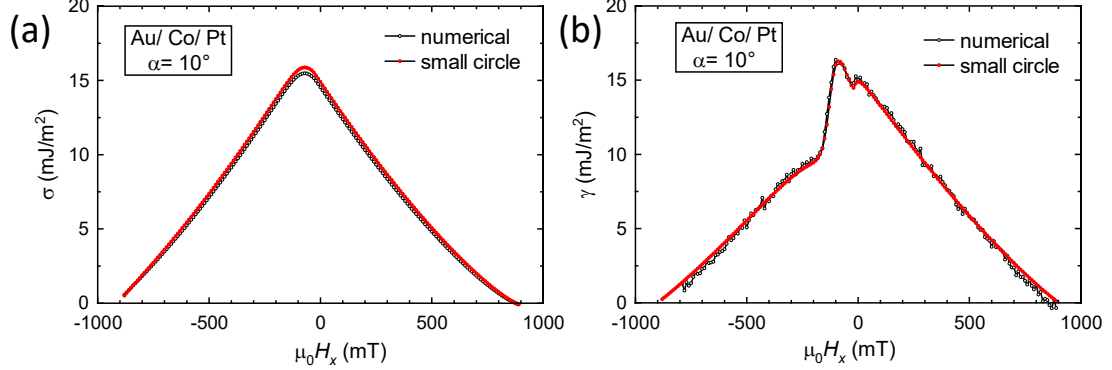 (a)
Au/ Co/ Pt
α= 10°
numerical
small circle
20
15
10
5
0
σ (mJ/m²)
-1000
-500
0
500
1000
μ₀Hₓ (mT)
(b)
Au/ Co/ Pt
α= 10°
numerical
small circle
20
15
10
5
0
γ (mJ/m²)
-1000
-500
0
500
1000
μ₀Hₓ (mT)